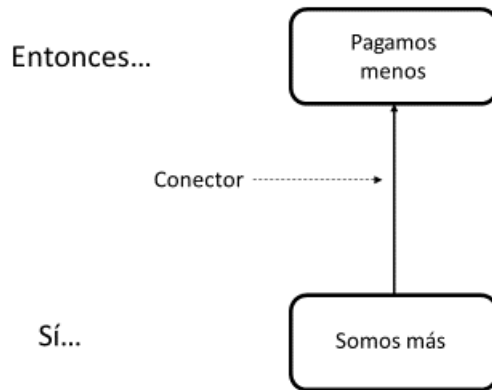 Entonces...
Pagamos
menos
Conector
Sí...
Somos más